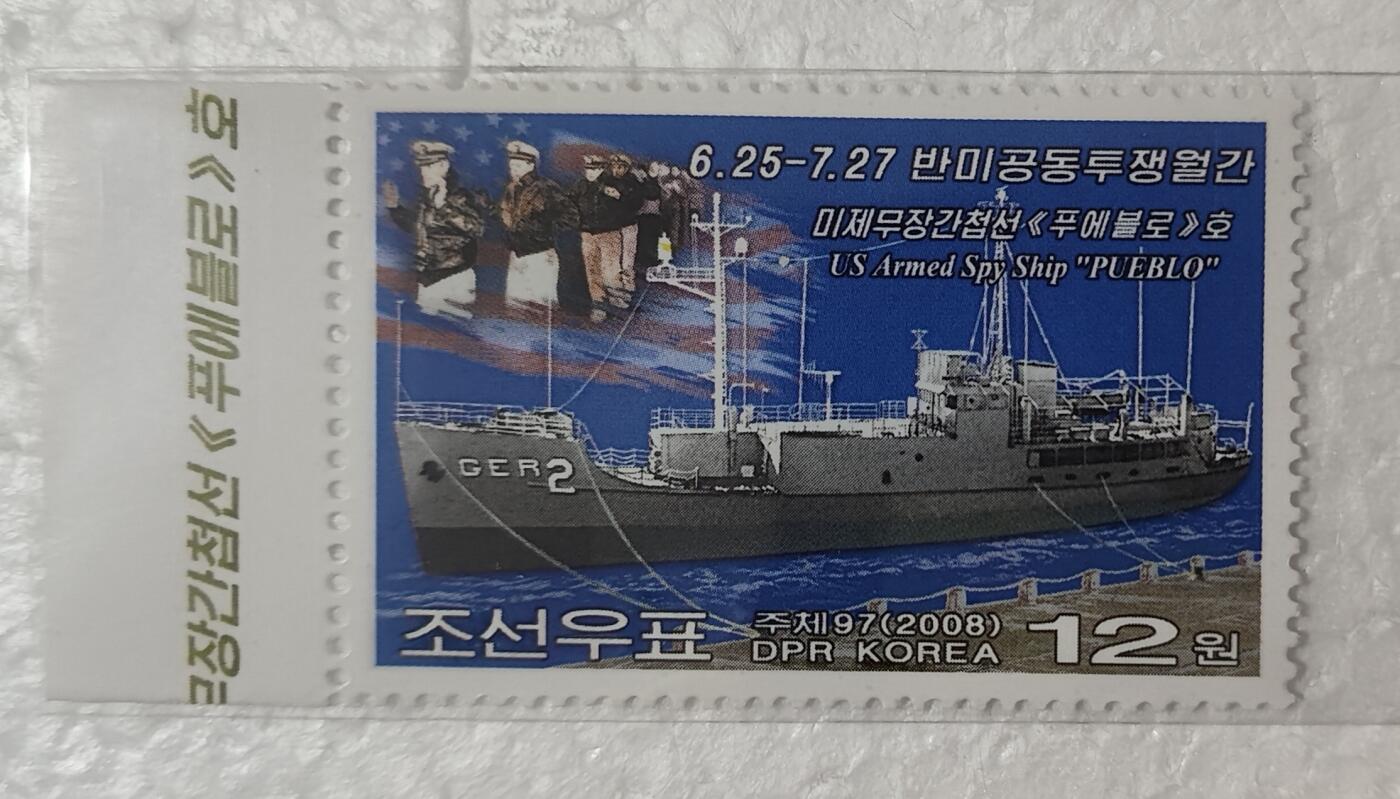 6.25-7.27 반미공동투쟁월간
미제무장간첩선《푸에블로》호
US Armed Spy Ship "PUEBLO"
GER 2
조선우표
주체97(2008)
DPR KOREA
12원
장간첩선《푸에블로》호